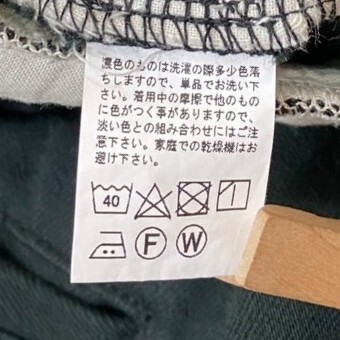 濃色のものは洗濯の際多少色落
ちしますので、単品でお洗い下
さい。着用中の摩擦で他のもの
に色がつく事がありますので、
淡い色との組み合わせにはご注
意下さい。家庭での乾燥機はお
避け下さい。
40
F W